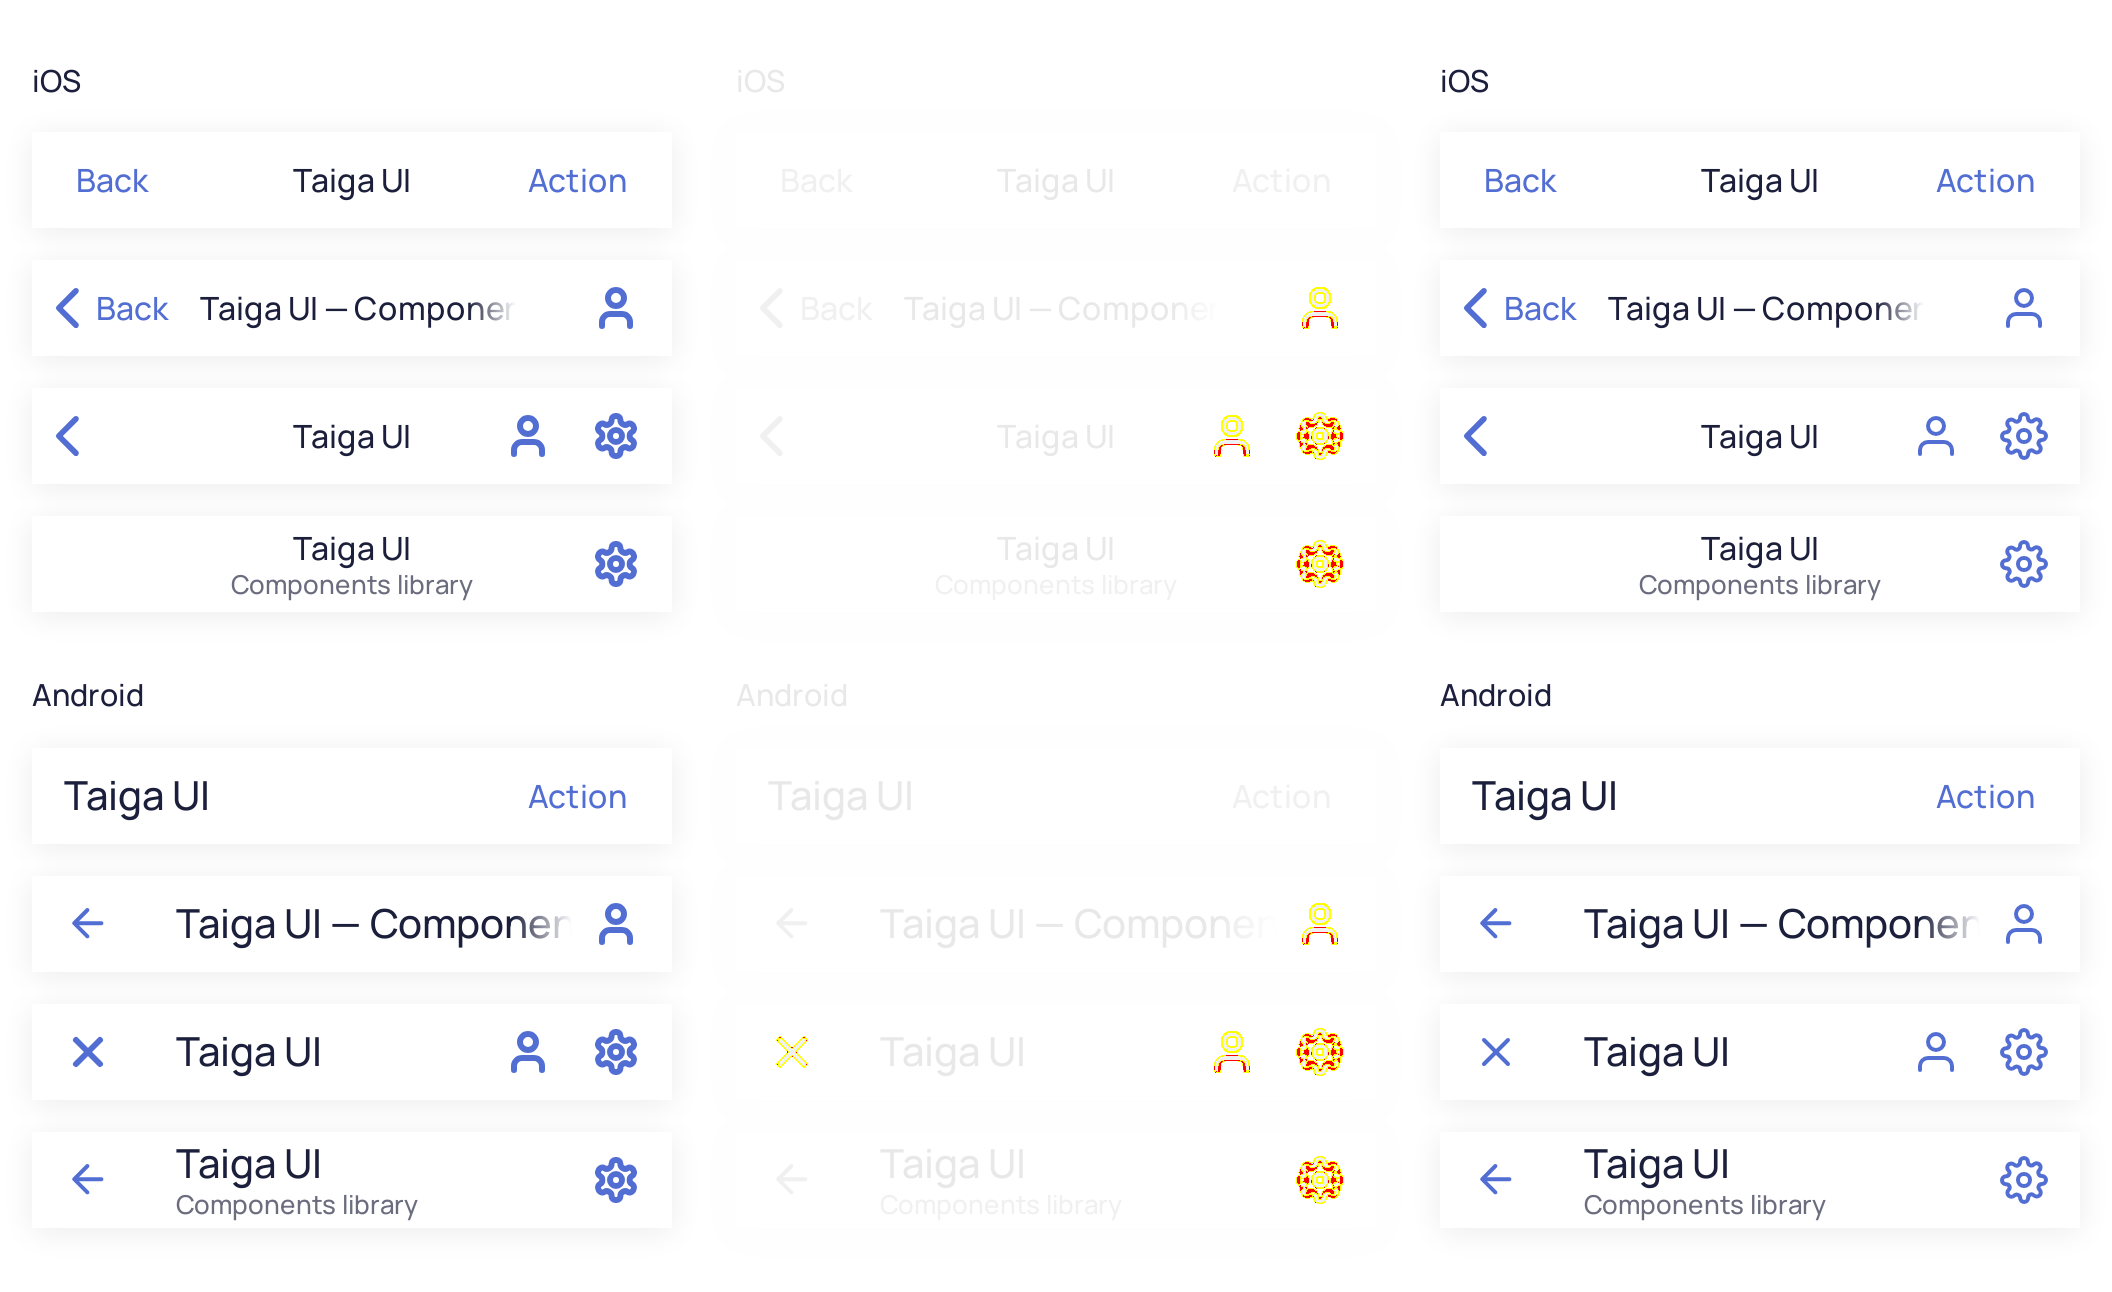 iOS
Back Taiga UI Action
Back Taiga UI — Componer
Taiga UI
Taiga UI
Components library
Android
Taiga UI Action
Taiga UI — Componen
Taiga UI
Taiga UI
Components library
iOS
Back Taiga UI Action
Back Taiga UI — Componer
Taiga UI
Taiga UI
Components library
Android
Taiga UI Action
Taiga UI — Componer
Taiga UI
Taiga UI
Components library
iOS
Back Taiga UI Action
Back Taiga UI — Componer
Taiga UI
Taiga UI
Components library
Android
Taiga UI Action
Taiga UI — Componen
Taiga UI
Taiga UI
Components library